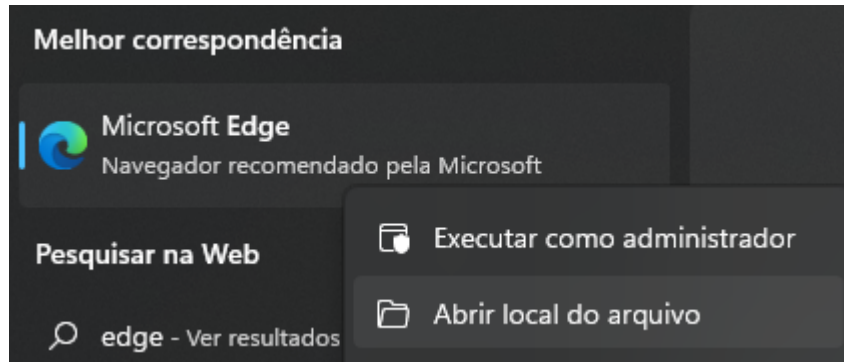 Melhor correspondência
Microsoft Edge
Navegador recomendado pela Microsoft
Executar como administrador
Pesquisar na Web
Abrir local do arquivo
edge - Ver resultados